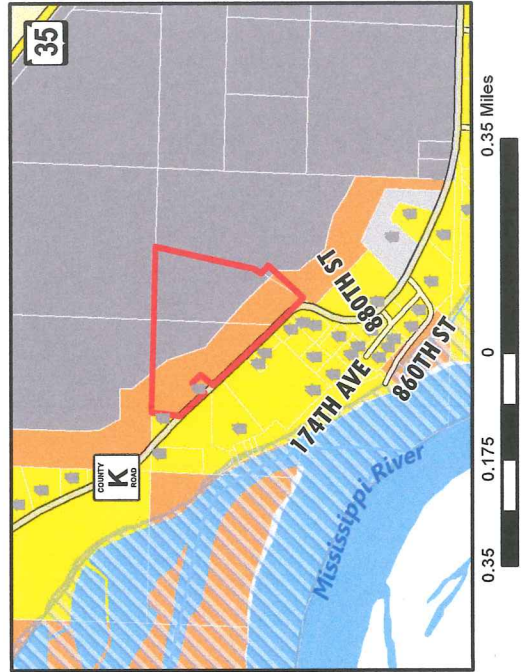 35
COUNTY
K
ROAD
880TH ST
174TH AVE
860TH ST
Mississippi River
0.35 0.175 0 0.35 Miles